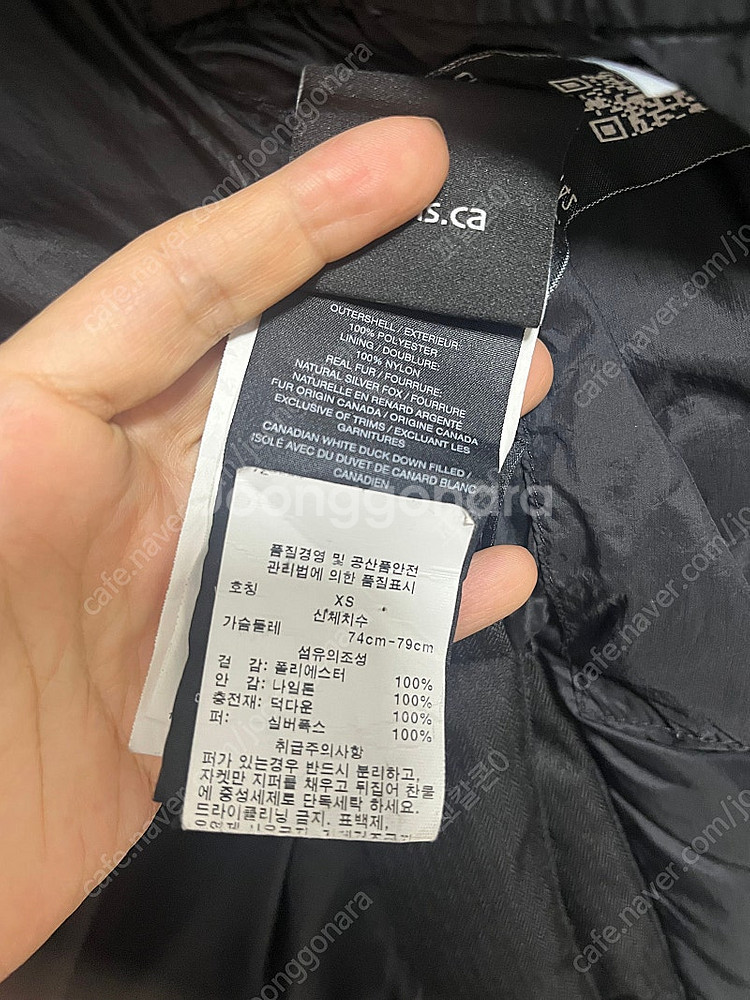 s.ca
OUTERSHELL / EXTERIEUR:
100% POLYESTER
LINING / DOUBLURE:
100% NYLON
REAL FUR / FOURRURE:
NATURAL SILVER FOX / FOURRURE
NATURELLE EN RENARD ARGENTÉ
FUR ORIGIN CANADA / ORIGINE CANADA
EXCLUSIVE OF TRIMS / EXCLUANT LES
GARNITURES
CANADIAN WHITE DUCK DOWN FILLED /
ISOLÉ AVEC DU DUVET DE CANARD BLANC
CANADIEN
joonggonara
품질경영 및 공산품안전
관리법에 의한 품질표시
호칭 XS
신체치수
가슴둘레 74cm-79cm
섬유의조성
겉 감: 폴리에스터 100%
안 감: 나일론 100%
충전재: 덕다운 100%
퍼: 실버폭스 100%
취급주의사항
퍼가 있는경우 반드시 분리하고,
자켓만 지퍼를 채우고 뒤집어 찬물
에 중성세제로 단독세탁 하세요.
드라이클리닝 금지. 표백제,
cafe.naver.com/joonggonara